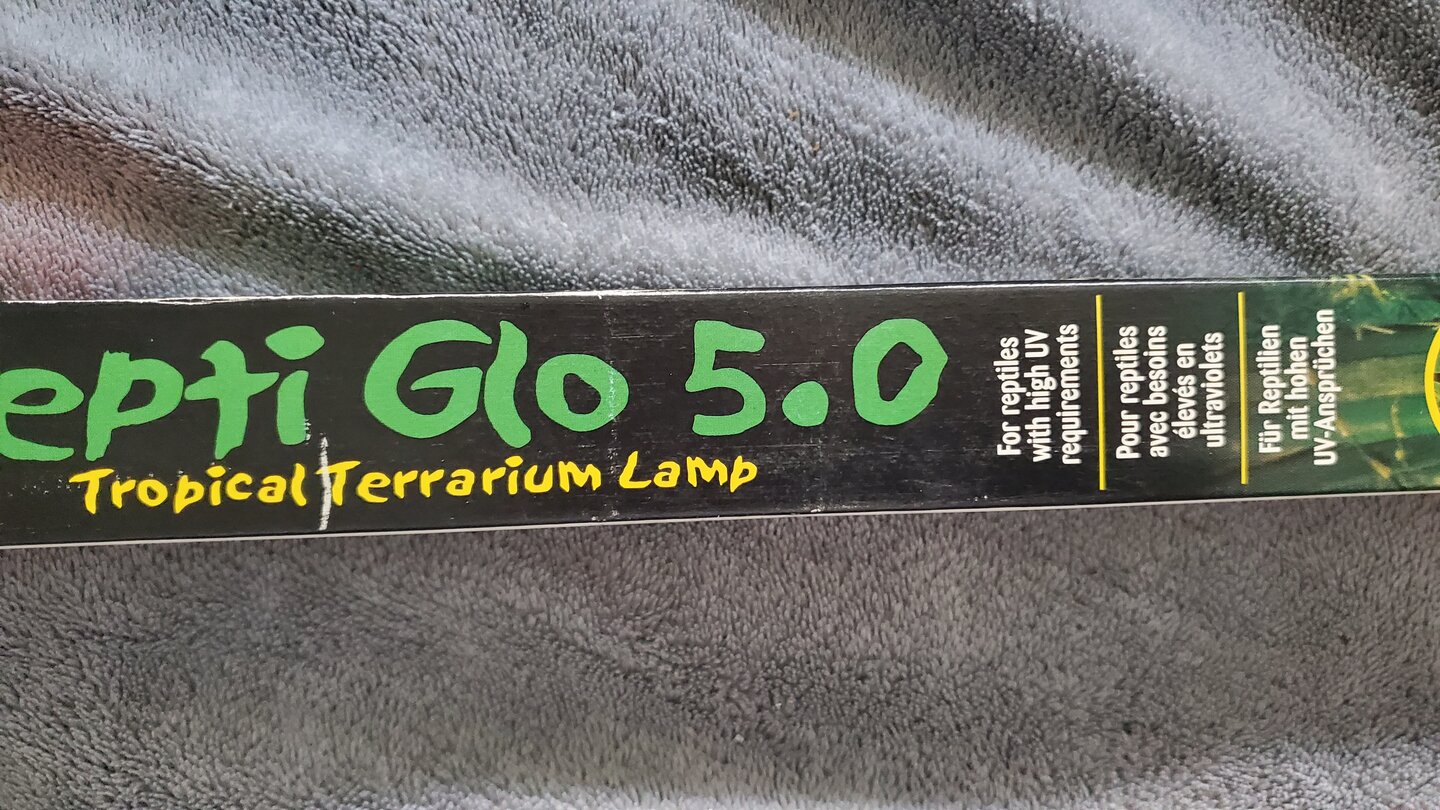 epti Glo 5.0
Tropical Terrarium Lamp
For reptiles
with high UV
requirements
Pour reptiles
avec besoins
élevés en
ultraviolets
Für Reptilien
mit hohen
UV-Ansprüchen